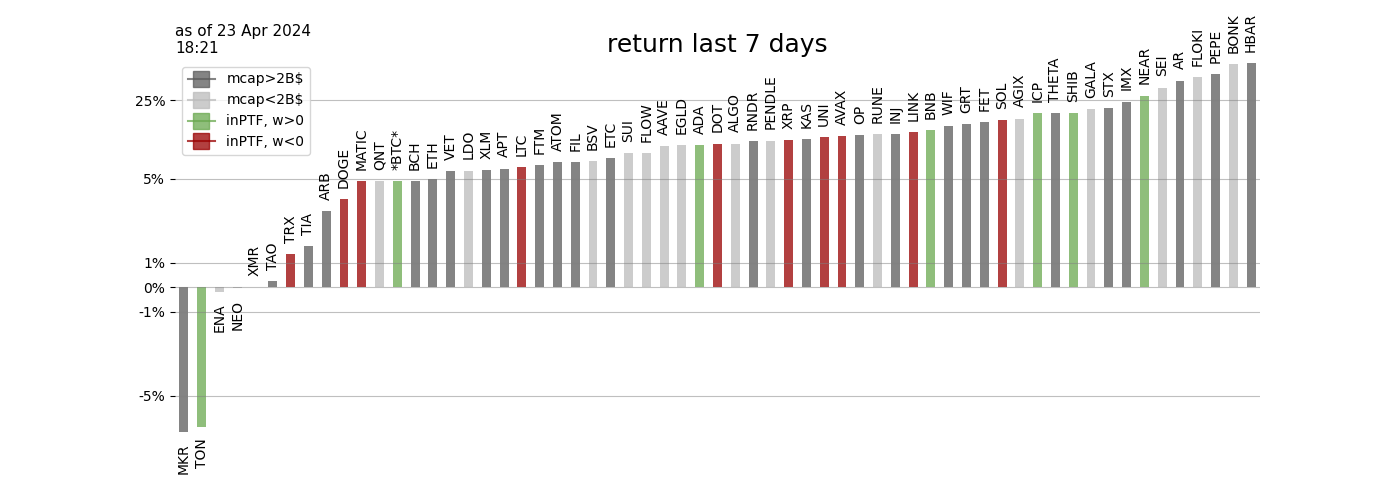 as of 23 Apr 2024
18:21
return last 7 days
mcap>2B$
mcap<2B$
inPTF, w>0
inPTF, w<0
25%
5%
1%
0%
-1%
-5%
MKR
TON
ENA
NEO
XMR
TAO
TRX
TIA
ARB
DOGE
MATIC
QNT
*BTC*
BCH
ETH
VET
LDO
XLM
APT
LTC
FTM
ATOM
FIL
BSV
ETC
SUI
FLOW
AAVE
EGLD
ADA
DOT
ALGO
RNDR
PENDLE
XRP
KAS
UNI
AVAX
OP
RUNE
INJ
LINK
BNB
WIF
GRT
FET
SOL
AGIX
ICP
THETA
SHIB
GALA
STX
IMX
NEAR
SEI
AR
FLOKI
PEPE
BONK
HBAR